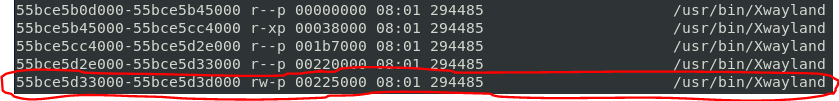 55bce5b0d000-55bce5b45000 r--p 00000000 08:01 294485 /usr/bin/Xwayland
55bce5b45000-55bce5cc4000 r-xp 00038000 08:01 294485 /usr/bin/Xwayland
55bce5cc4000-55bce5d2e000 r--p 001b7000 08:01 294485 /usr/bin/Xwayland
55bce5d2e000-55bce5d33000 r--p 00220000 08:01 294485 /usr/bin/Xwayland
55bce5d33000-55bce5d3d000 rw-p 00225000 08:01 294485 /usr/bin/Xwayland